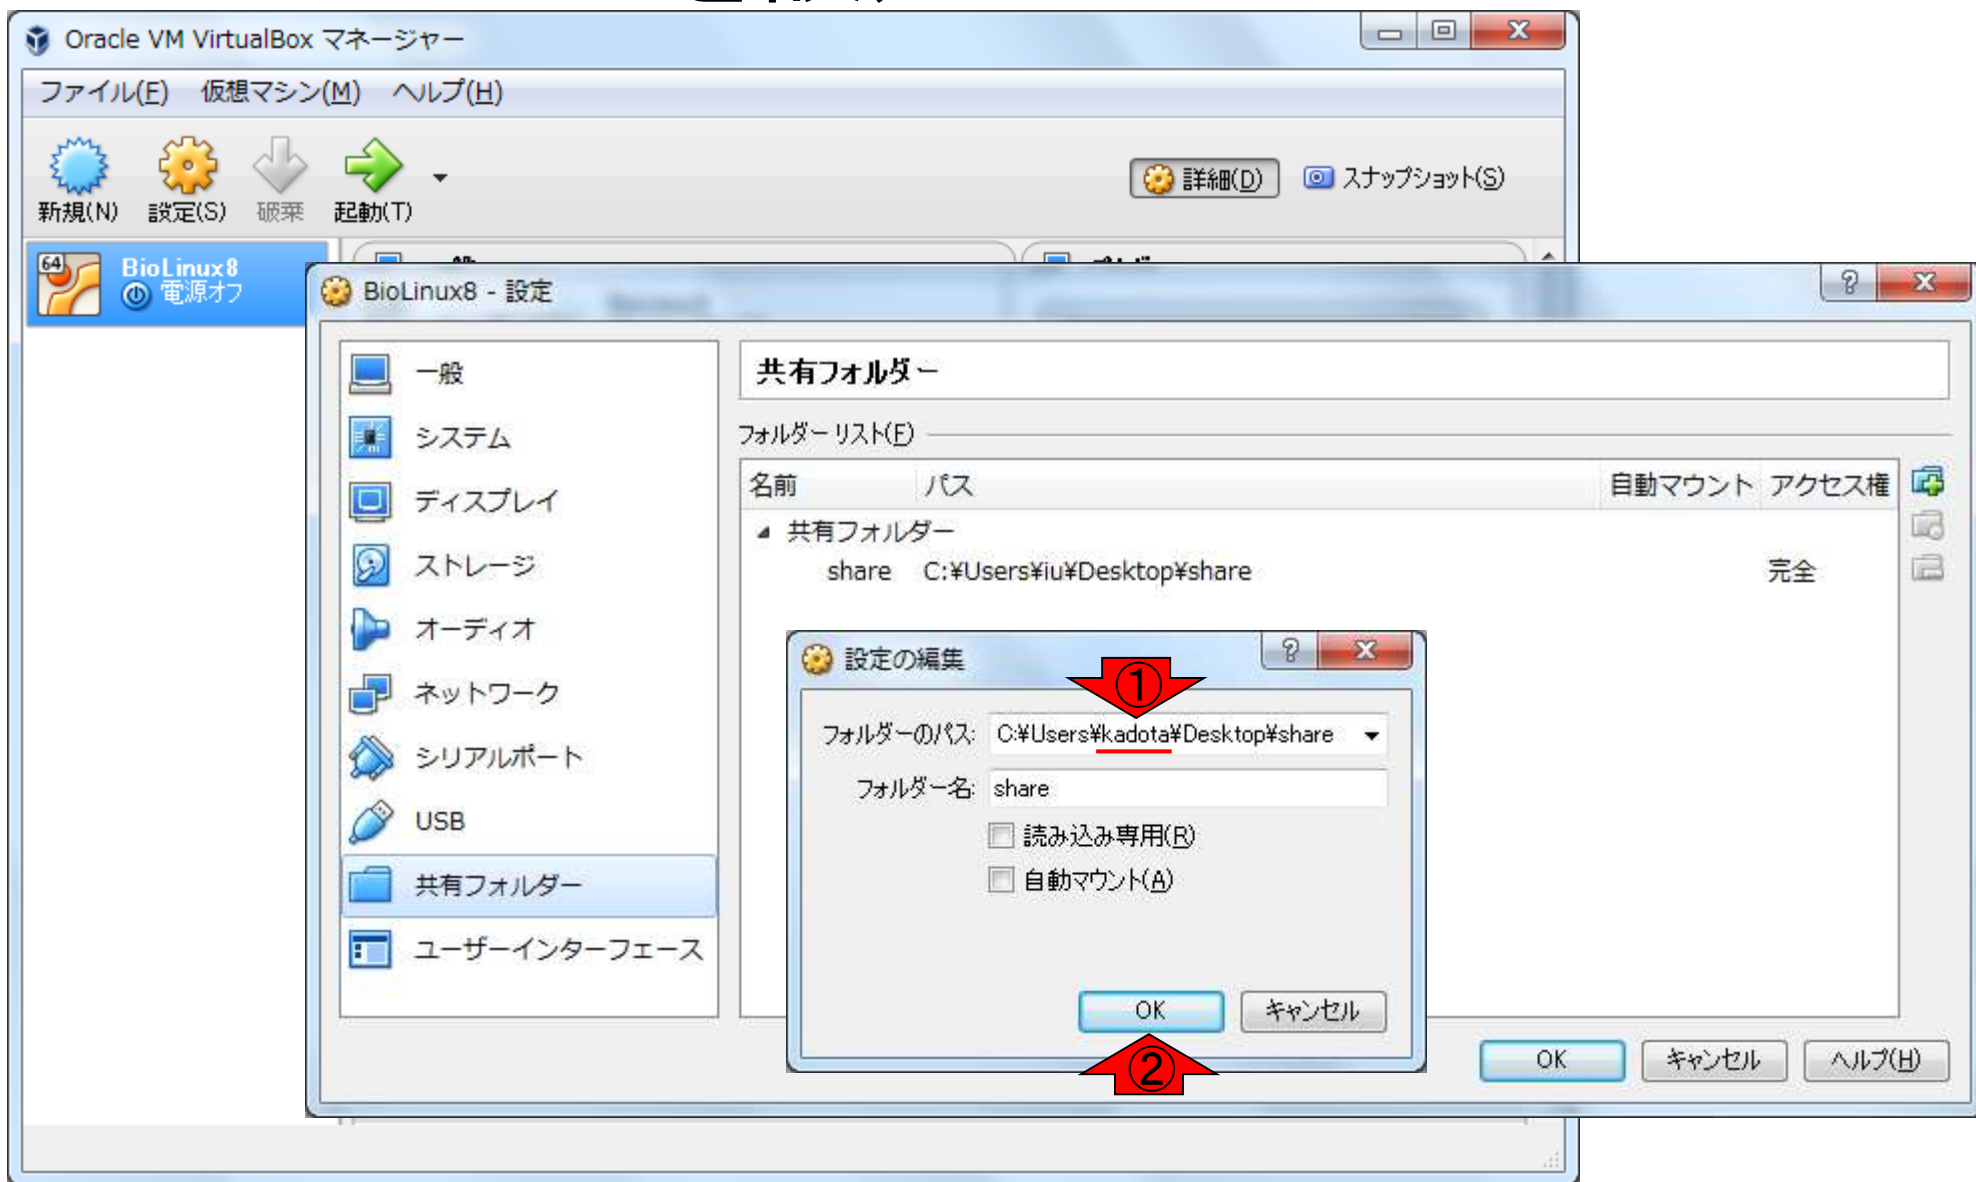 Oracle VM VirtualBox マネージャー
ファイル(F) 仮想マシン(M) ヘルプ(H)
新規(N) 設定(S) 破棄 起動(T)
詳細(D) スナップショット(S)
64
BioLinux8
電源オフ
BioLinux8 - 設定
一般
システム
ディスプレイ
ストレージ
オーディオ
ネットワーク
シリアルポート
USB
共有フォルダー
ユーザーインターフェース
共有フォルダー
フォルダーリスト(F)
名前 パス 自動マウント アクセス権
共有フォルダー
share C:¥Users¥iu¥Desktop¥share 完全
設定の編集
①
フォルダーのパス: C:¥Users¥kadota¥Desktop¥share
フォルダー名: share
読み込み専用(R)
自動マウント(A)
OK キャンセル
②
OK キャンセル ヘルプ(H)